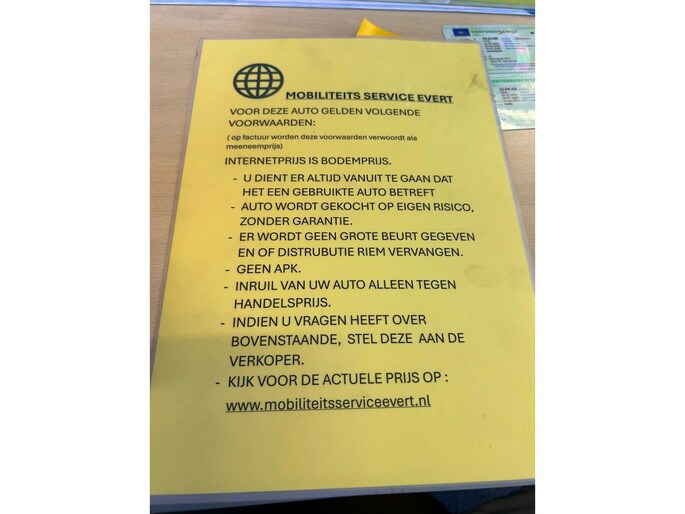 MOBILITEITS SERVICE EVERT
VOOR DEZE AUTO GELDEN VOLGENDE
VOORWAARDEN:
( op factuur worden deze voorwaarden verwoordt als
meeneemprijs)
INTERNETPRIJS IS BODEMPRIJS.
- U DIENT ER ALTIJD VANUIT TE GAAN DAT
HET EEN GEBRUIKTE AUTO BETREFT
- AUTO WORDT GEKOCHT OP EIGEN RISICO,
ZONDER GARANTIE.
- ER WORDT GEEN GROTE BEURT GEGEVEN
EN OF DISTRUBUTIE RIEM VERVANGEN.
- GEEN APK.
- INRUIL VAN UW AUTO ALLEEN TEGEN
HANDELSPRIJS.
- INDIEN U VRAGEN HEEFT OVER
BOVENSTAANDE, STEL DEZE AAN DE
VERKOPER.
- KIJK VOOR DE ACTUELE PRIJS OP :
www.mobiliteitsserviceevert.nl